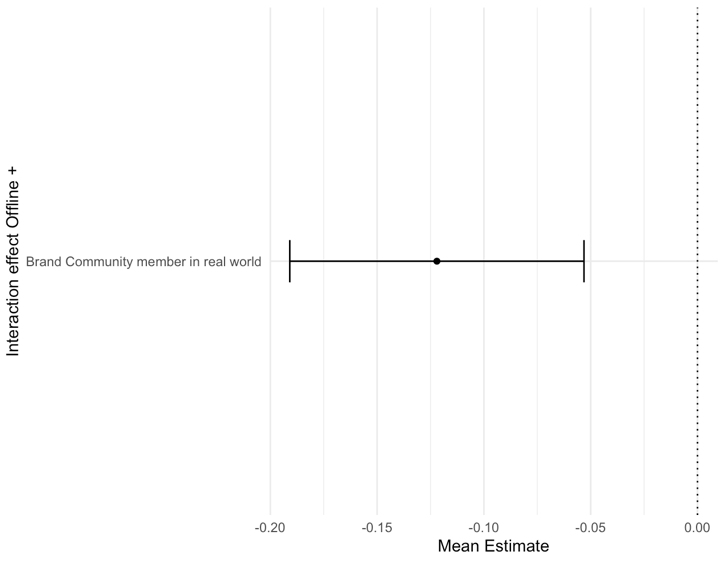 Interaction effect Offline +
Brand Community member in real world
-0.20 -0.15 -0.10 -0.05 0.00
Mean Estimate